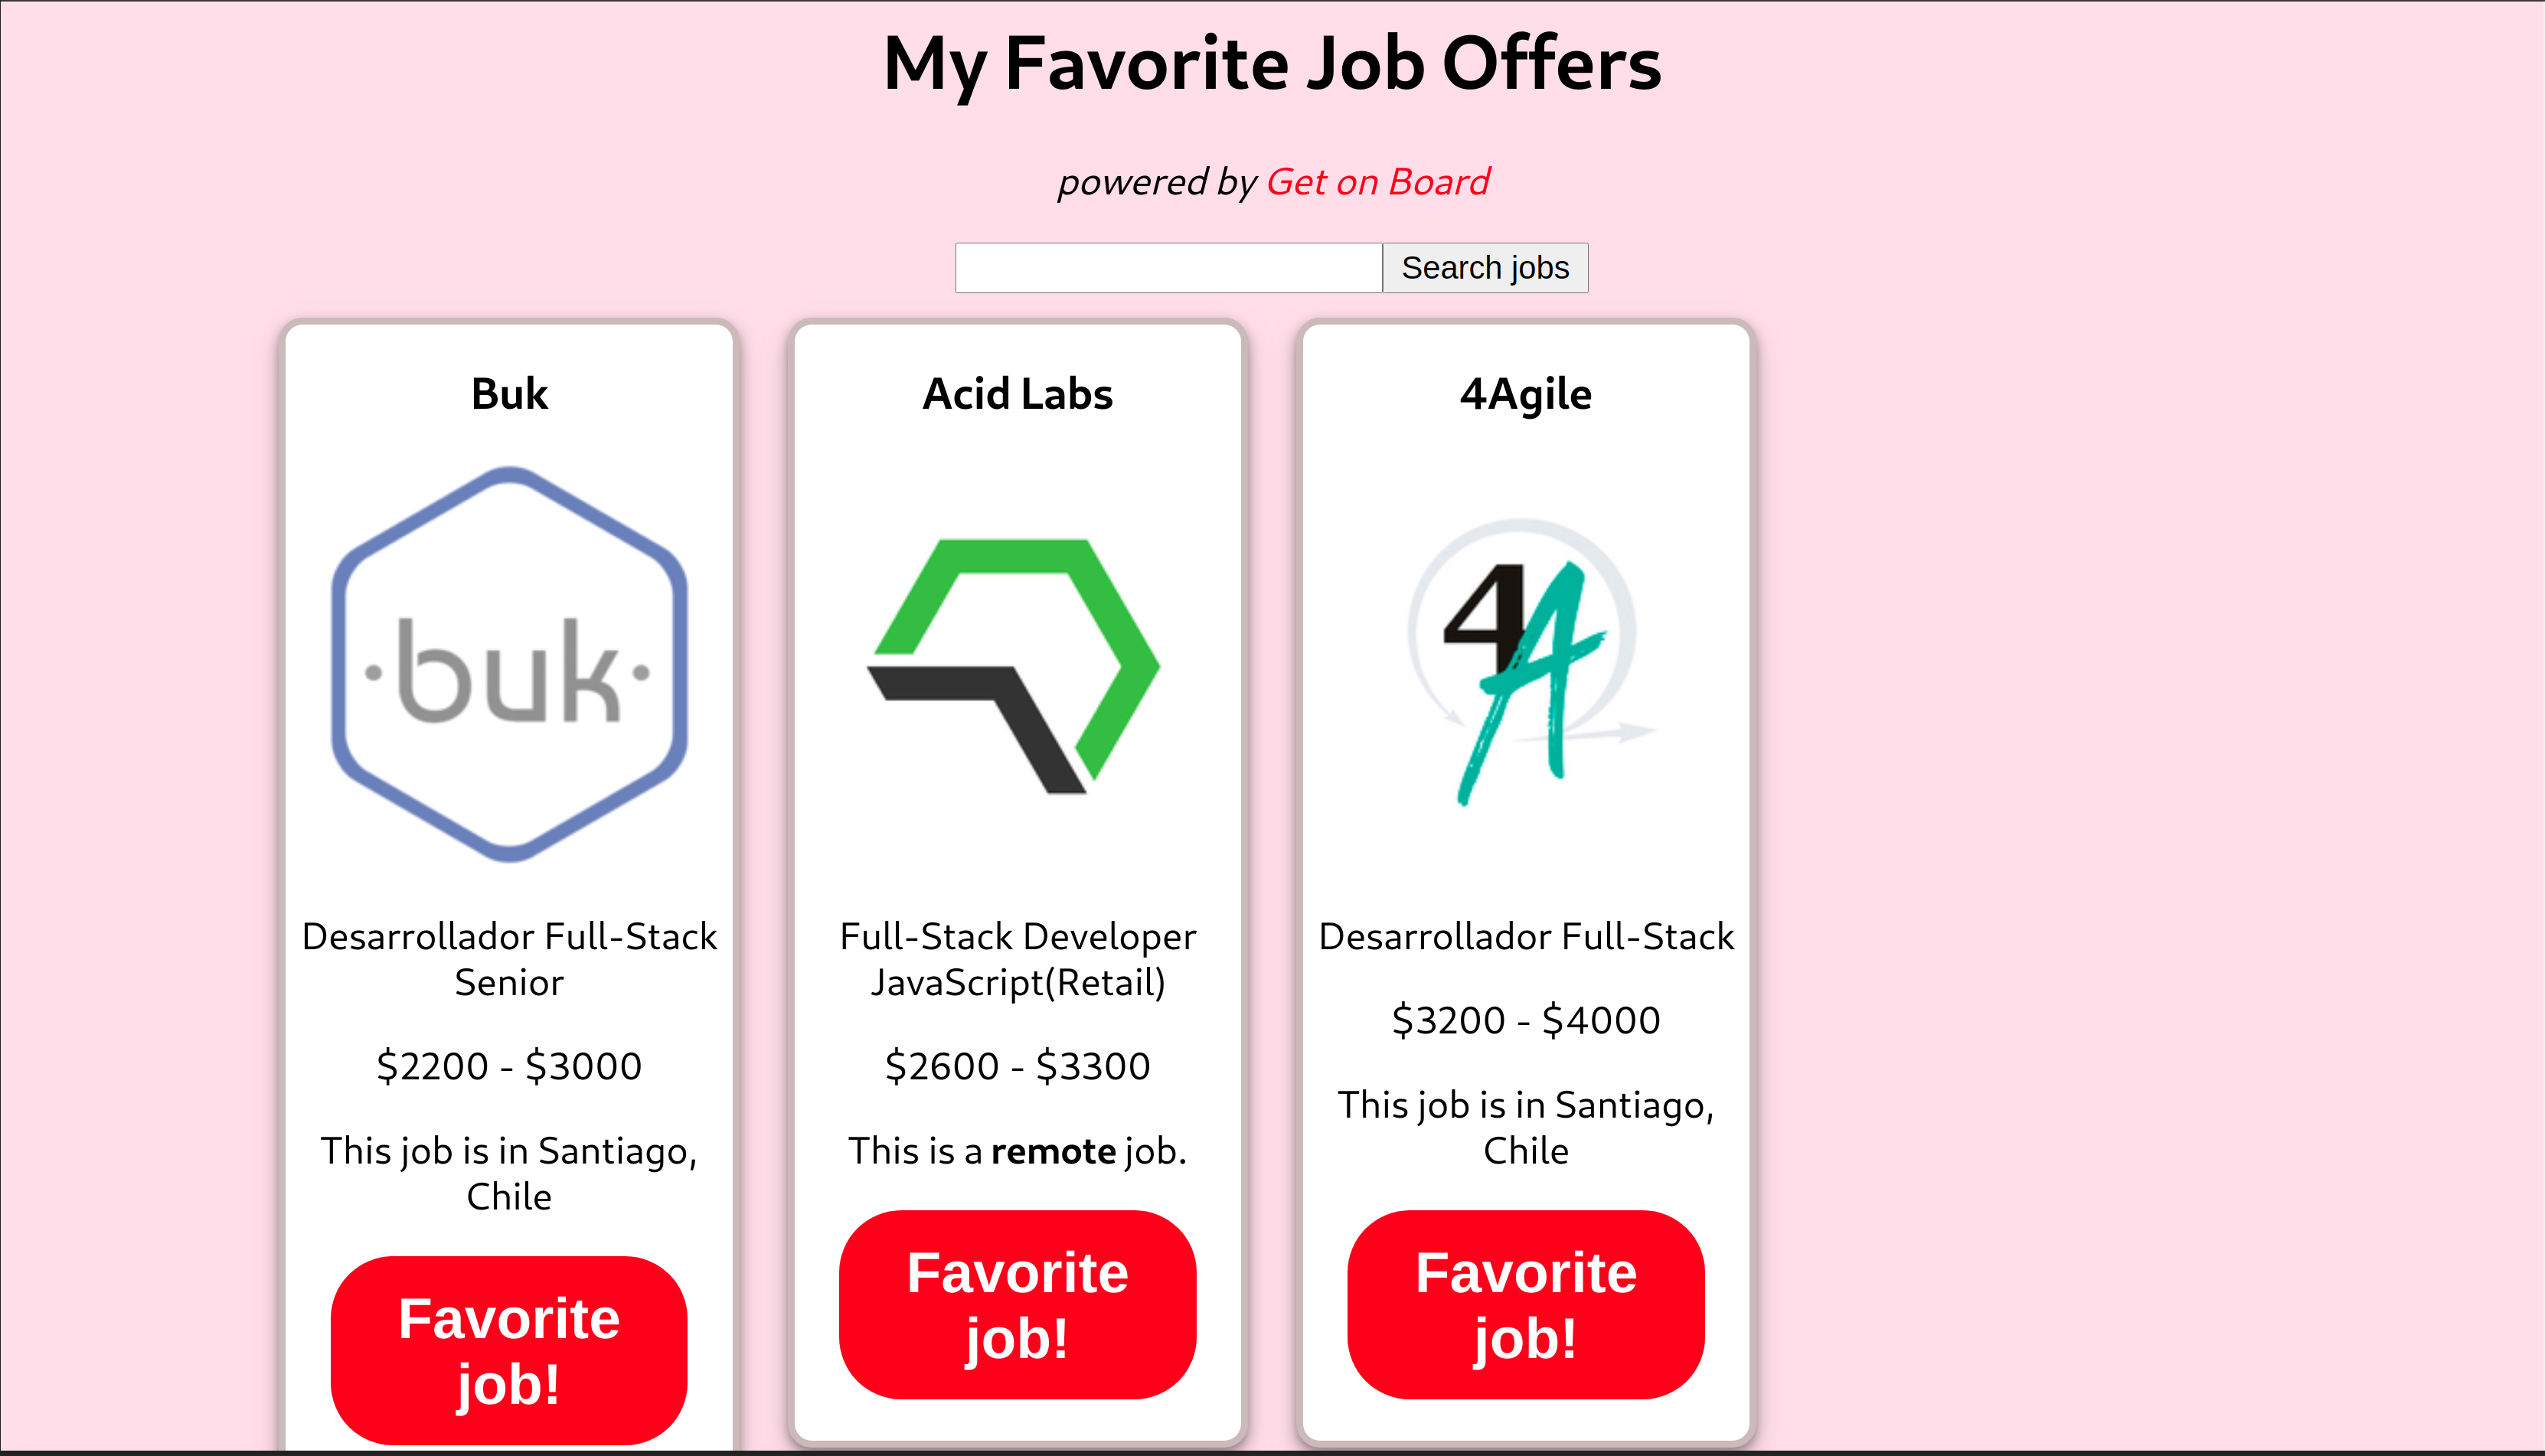 My Favorite Job Offers
powered by Get on Board
Search jobs
Buk
·buk·
Desarrollador Full-Stack
Senior
$2200 - $3000
This job is in Santiago,
Chile
Favorite
job!
Acid Labs
Full-Stack Developer
JavaScript(Retail)
$2600 - $3300
This is a remote job.
Favorite
job!
4Agile
4A
Desarrollador Full-Stack
$3200 - $4000
This job is in Santiago,
Chile
Favorite
job!